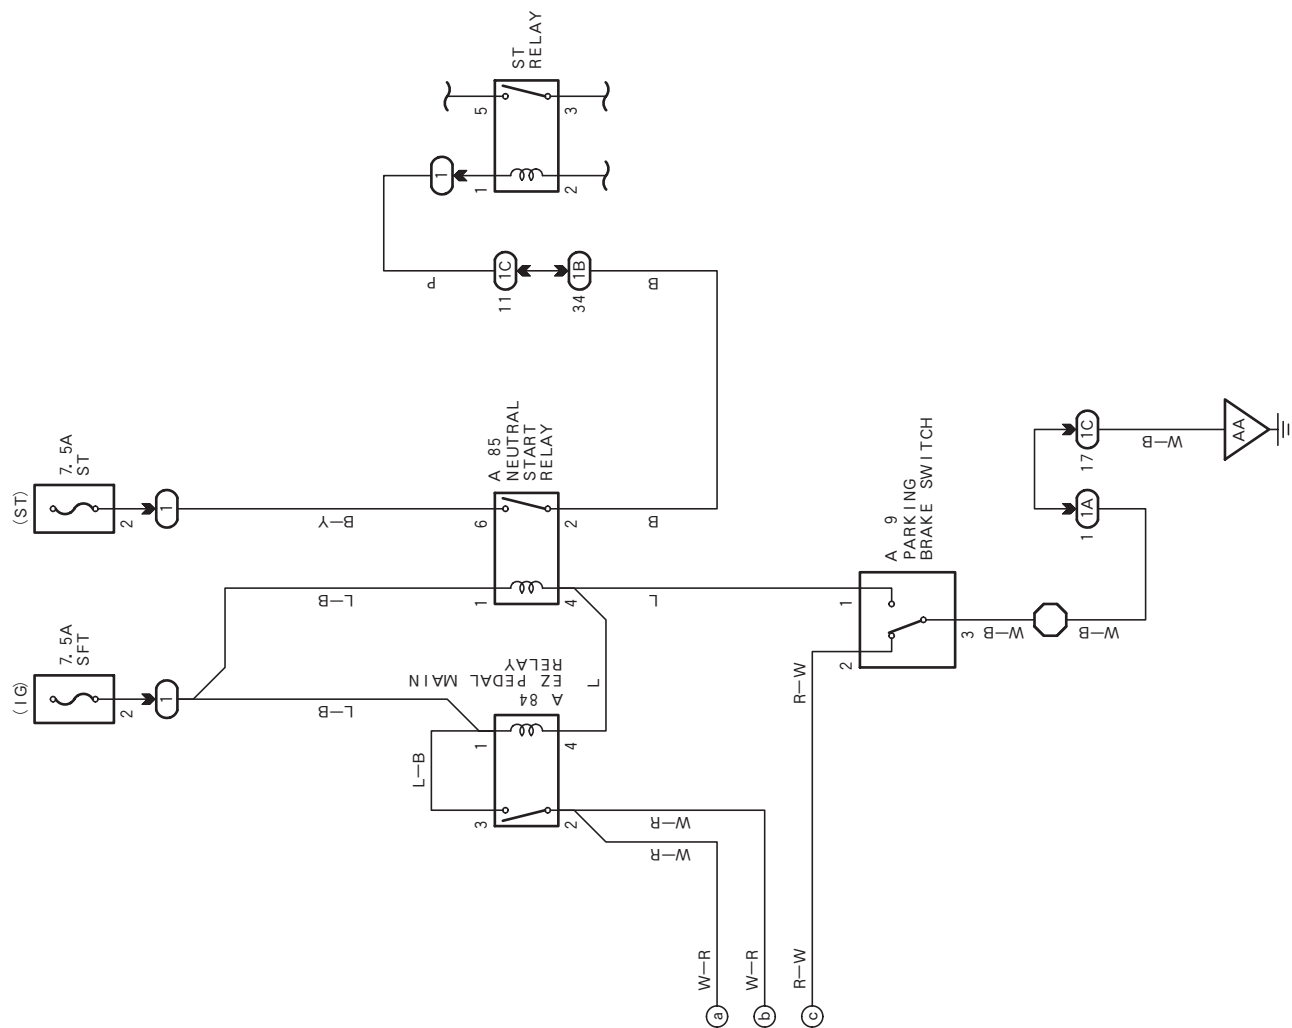 (IG)
7.5A
SFT
2
1
(ST)
7.5A
ST
2
1
L-B
L-B
B-Y
L-B
A 84
EZ PEDAL MAIN
RELAY
3
1
2
4
L
A 85
NEUTRAL
START
RELAY
1
6
4
2
P
11
1C
34
1B
B
B
1
ST
RELAY
1
5
2
3
W-R
W-R
L
a
W-R
b
W-R
c
R-W
R-W
A 9
PARKING
BRAKE SWITCH
2
1
3
W-B
W-B
1
1A
17
1C
W-B
AA